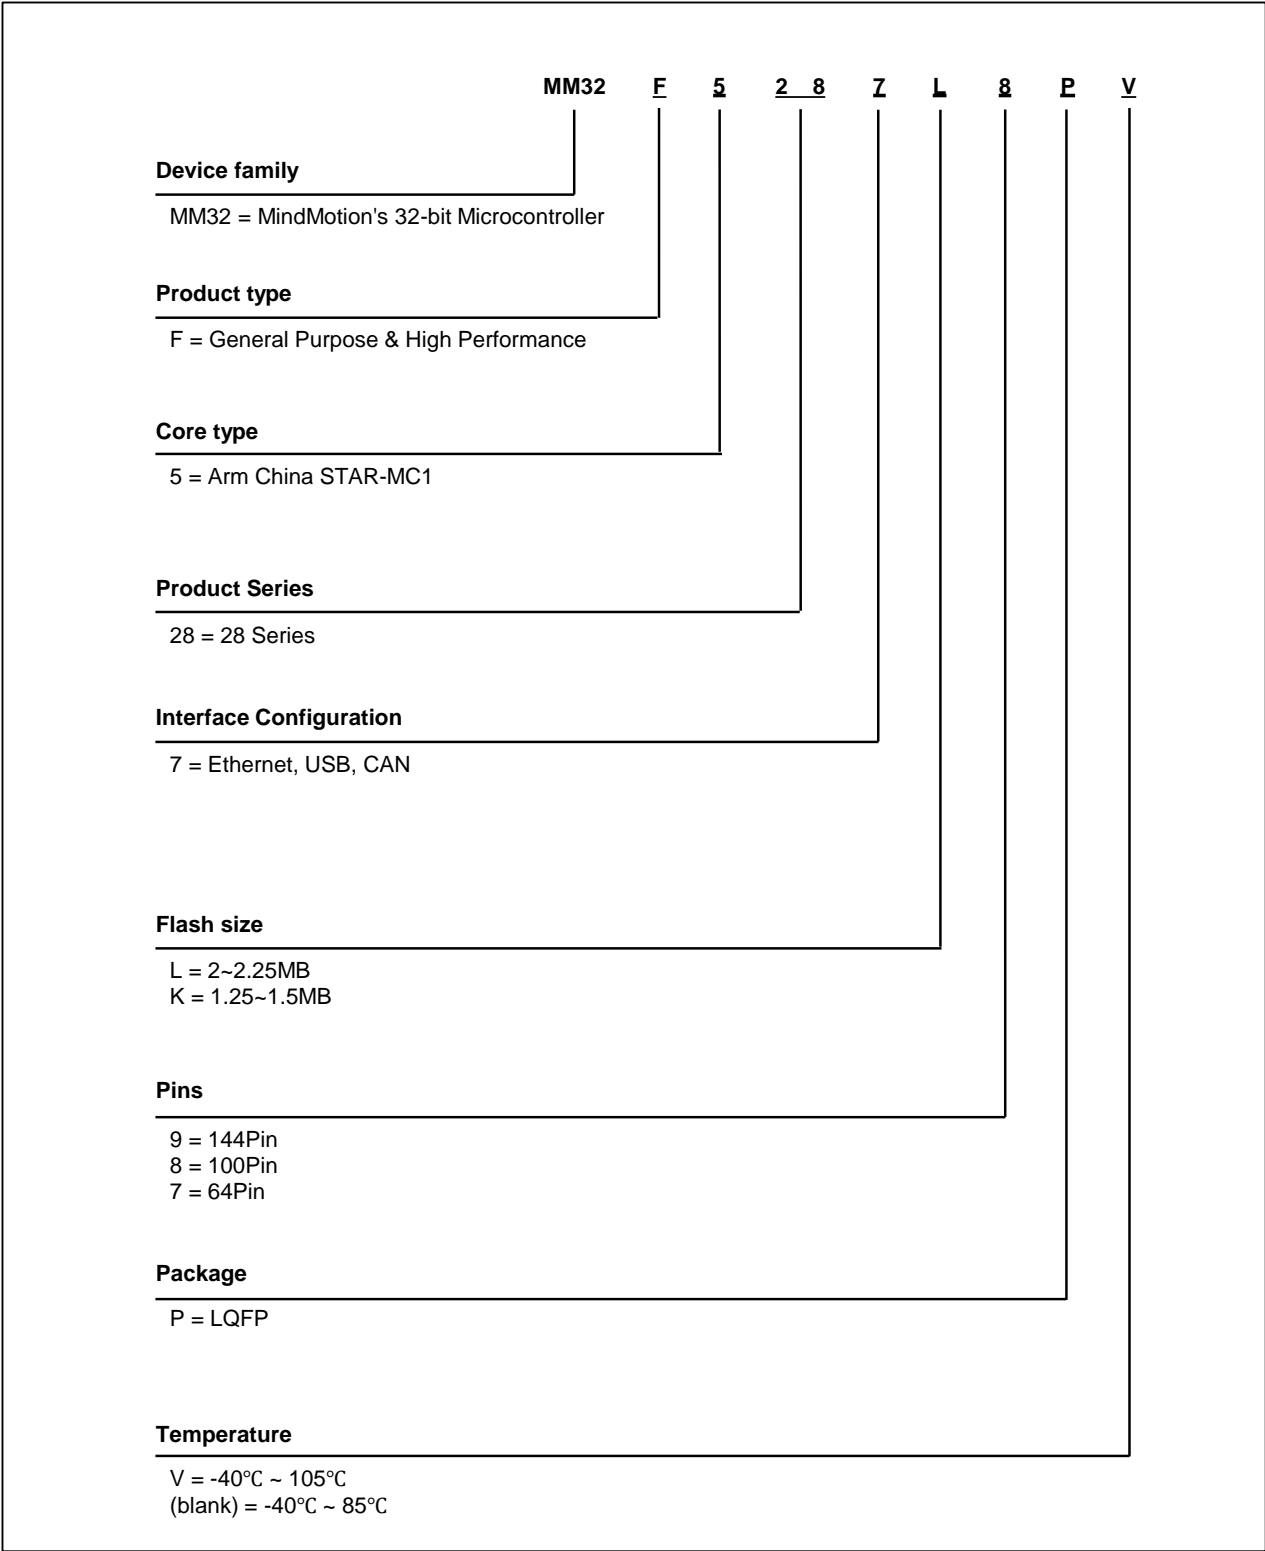 MM32 F 5 2 8 7 L 8 P V
Device family
MM32 = MindMotion's 32-bit Microcontroller
Product type
F = General Purpose & High Performance
Core type
5 = Arm China STAR-MC1
Product Series
28 = 28 Series
Interface Configuration
7 = Ethernet, USB, CAN
Flash size
L = 2~2.25MB
K = 1.25~1.5MB
Pins
9 = 144Pin
8 = 100Pin
7 = 64Pin
Package
P = LQFP
Temperature
V = -40℃ ~ 105℃
(blank) = -40℃ ~ 85℃